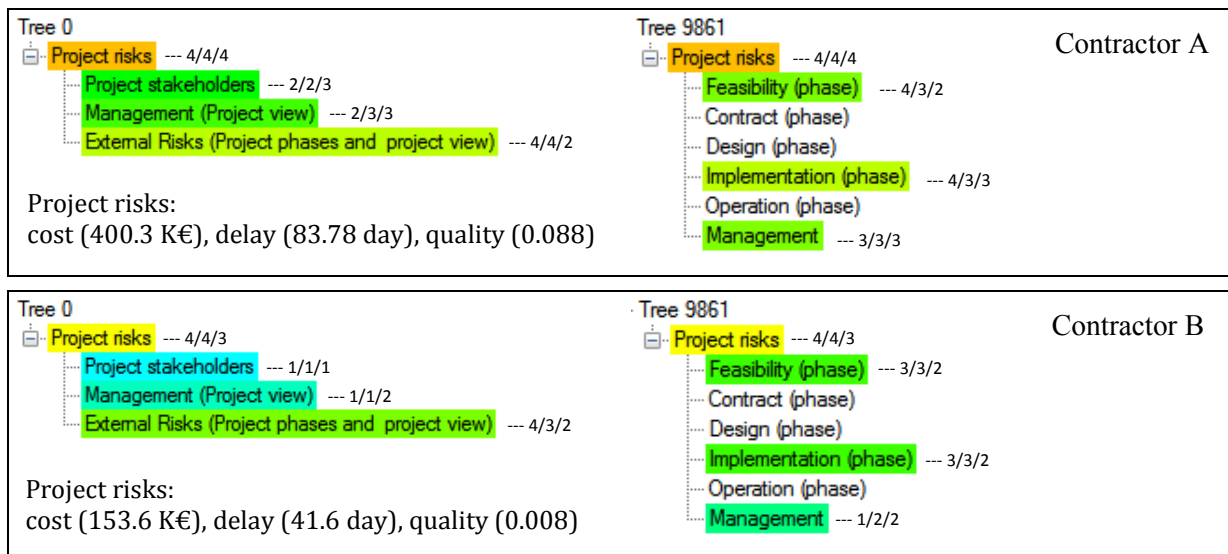 Tree 0
Project risks --- 4/4/4
Project stakeholders --- 2/2/3
Management (Project view) --- 2/3/3
External Risks (Project phases and project view) --- 4/4/2
Project risks:
cost (400.3 K€), delay (83.78 day), quality (0.088)
Tree 9861
Project risks --- 4/4/4
Feasibility (phase) --- 4/3/2
Contract (phase)
Design (phase)
Implementation (phase) --- 4/3/3
Operation (phase)
Management --- 3/3/3
Contractor A
Tree 0
Project risks --- 4/4/3
Project stakeholders --- 1/1/1
Management (Project view) --- 1/1/2
External Risks (Project phases and project view) --- 4/3/2
Project risks:
cost (153.6 K€), delay (41.6 day), quality (0.008)
Tree 9861
Project risks --- 4/4/3
Feasibility (phase) --- 3/3/2
Contract (phase)
Design (phase)
Implementation (phase) --- 3/3/2
Operation (phase)
Management --- 1/2/2
Contractor B